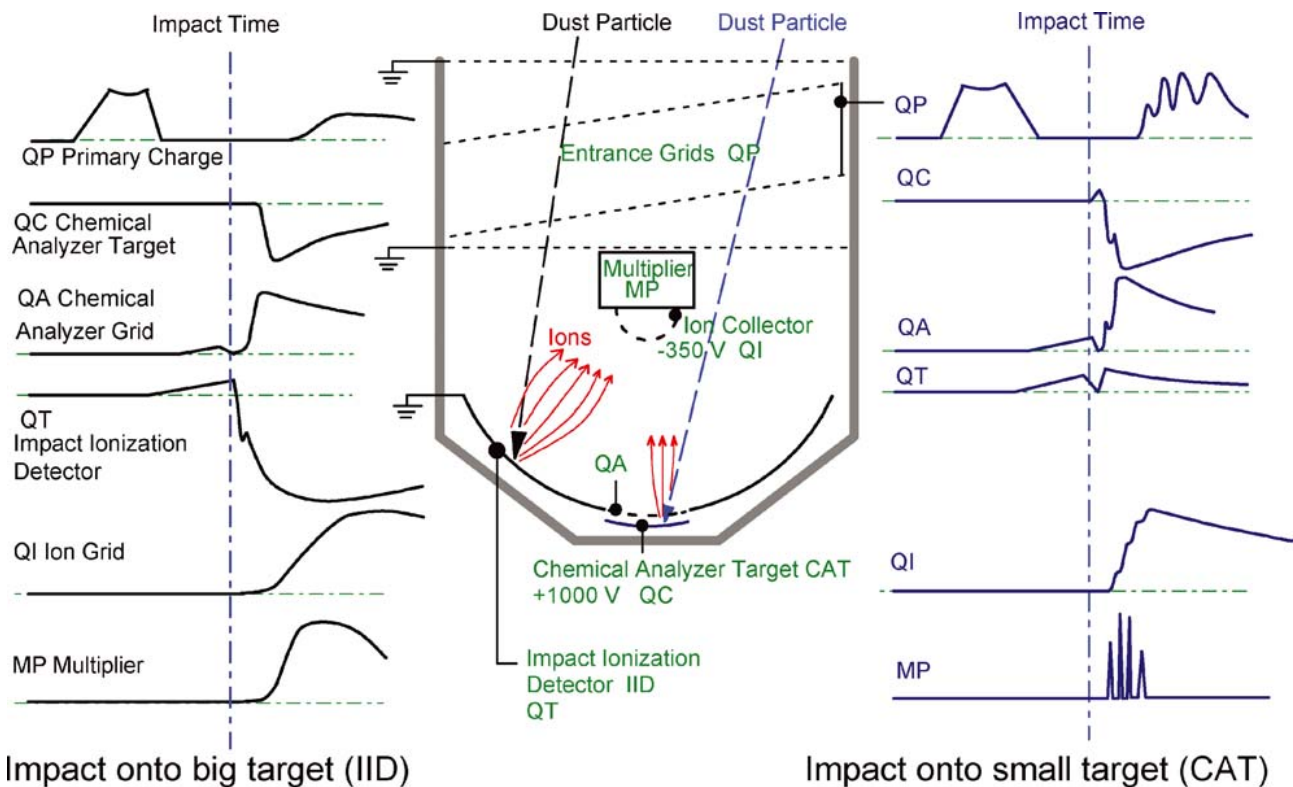 Impact Time
QP Primary Charge
QC Chemical
Analyzer Target
QA Chemical
Analyzer Grid
QT
Impact Ionization
Detector
QI Ion Grid
MP Multiplier
Impact onto big target (IID)
Dust Particle
Dust Particle
Entrance Grids QP
Multiplier
MP
Ion Collector
-350 V QI
Ions
QA
Chemical Analyzer Target CAT
+1000 V QC
Impact Ionization
Detector IID
QT
Impact Time
QP
QC
QA
QT
QI
MP
Impact onto small target (CAT)